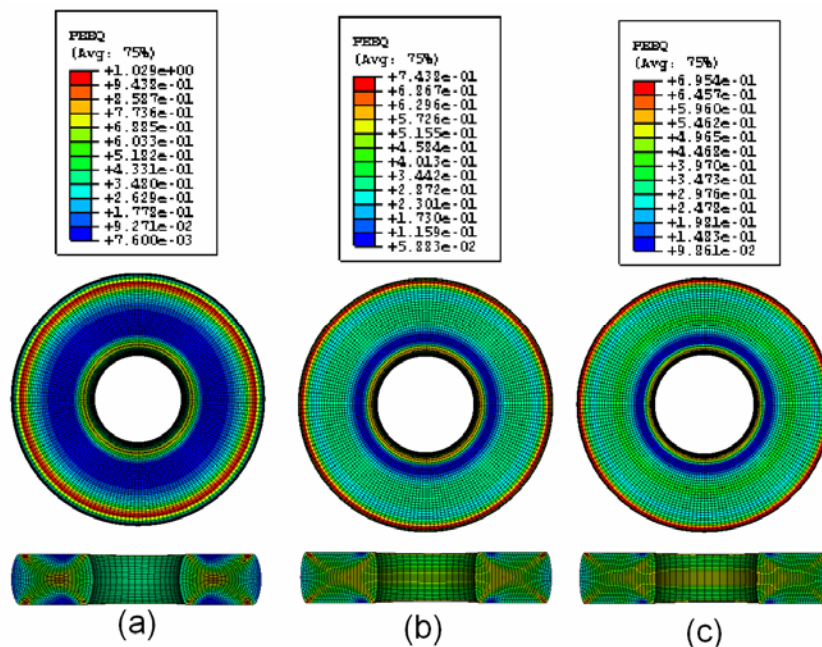 PEEQ
(Avg: 75%)
+1.029e+00
+9.438e-01
+8.587e-01
+7.736e-01
+6.885e-01
+6.033e-01
+5.182e-01
+4.331e-01
+3.480e-01
+2.629e-01
+1.778e-01
+9.271e-02
+7.600e-03
PEEQ
(Avg: 75%)
+7.438e-01
+6.867e-01
+6.296e-01
+5.726e-01
+5.155e-01
+4.584e-01
+4.013e-01
+3.442e-01
+2.872e-01
+2.301e-01
+1.730e-01
+1.159e-01
+5.883e-02
PEEQ
(Avg: 75%)
+6.954e-01
+6.457e-01
+5.960e-01
+5.462e-01
+4.965e-01
+4.468e-01
+3.970e-01
+3.473e-01
+2.976e-01
+2.478e-01
+1.981e-01
+1.483e-01
+9.861e-02
(a)
(b)
(c)